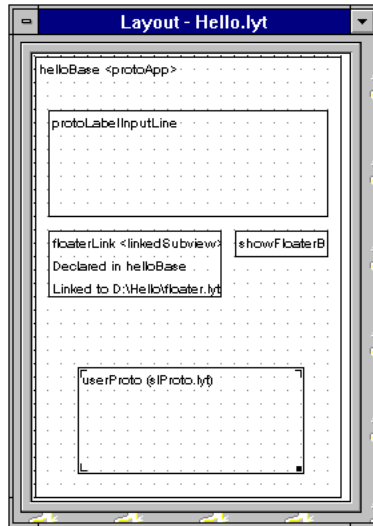 Layout - Hello.lyt
helloBase <protoApp>
protoLabelInputLine
floaterLink <linkedSubview>
showFloaterB
Declared in helloBase
Linked to D:\Hello\floater.lyt
userProto (slProto.lyt)